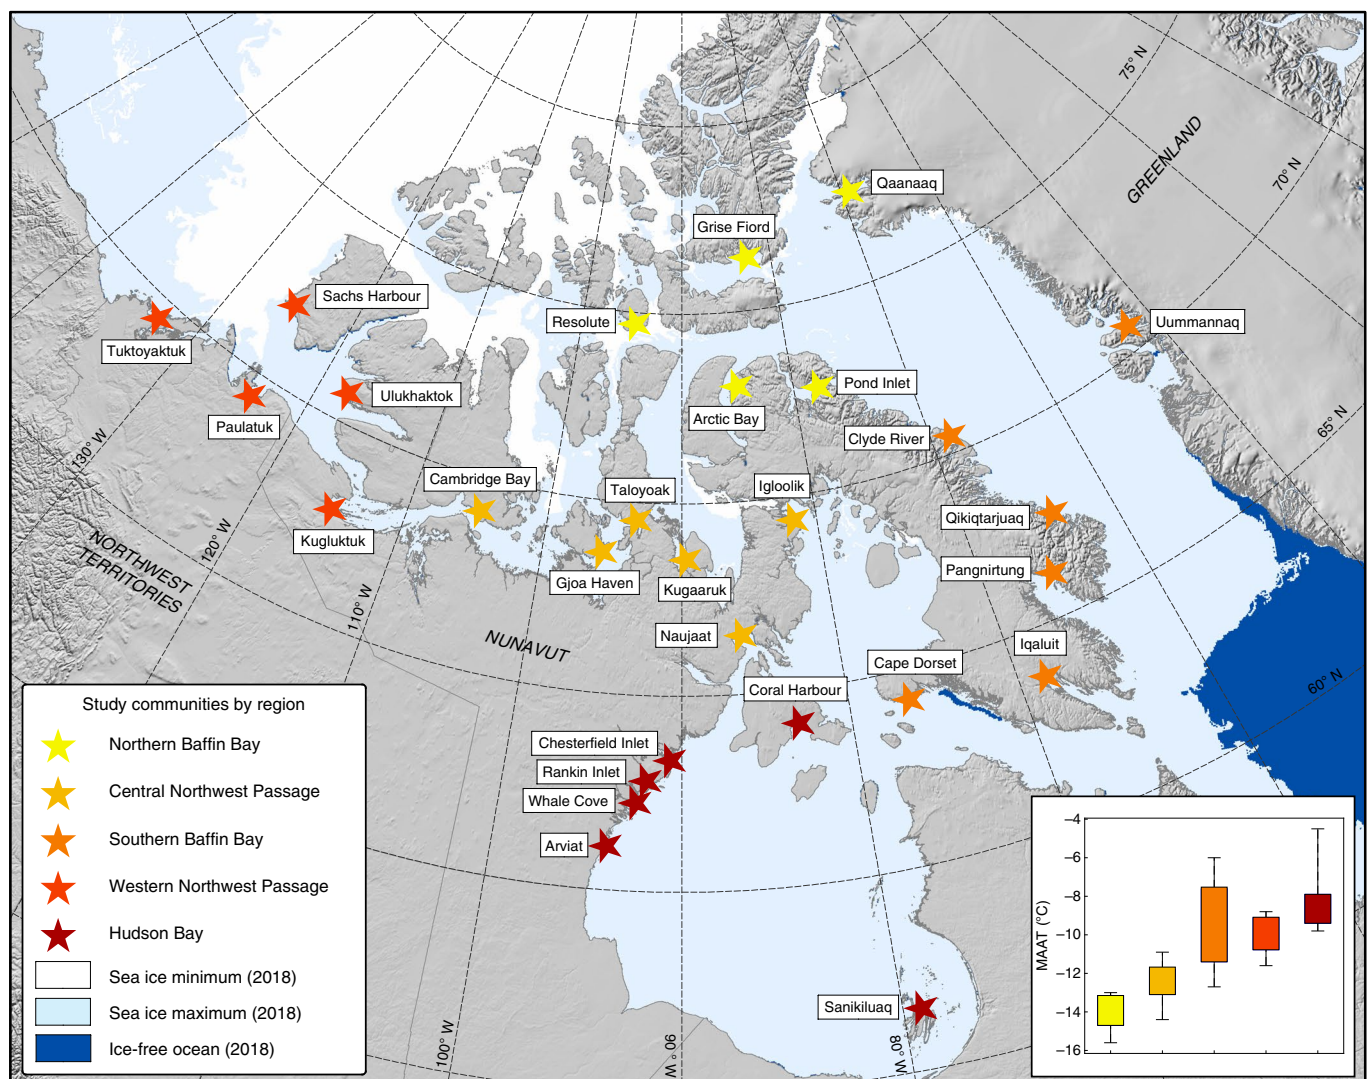 75° N
GREENLAND
70° N
Qaanaaq
Grise Fiord
Sachs Harbour
Resolute
Uummannaq
Tuktoyaktuk
Ulukhaktok
Pond Inlet
Arctic Bay
Paulatuk
Clyde River
65° N
130° W
Cambridge Bay
Taloyoak
Igloolik
Qikiqtarjuaq
Kugluktuk
120° W
NORTHWEST
TERRITORIES
Gjoa Haven
Kugaaruk
Pangnirtung
110° W
NUNAVUT
Naujaat
Iqaluit
Cape Dorset
60° N
Coral Harbour
Chesterfield Inlet
Rankin Inlet
Whale Cove
Arviat
Sanikiluaq
100° W
90° W
80° W
Study communities by region
Northern Baffin Bay
Central Northwest Passage
Southern Baffin Bay
Western Northwest Passage
Hudson Bay
Sea ice minimum (2018)
Sea ice maximum (2018)
Ice-free ocean (2018)
MAAT (°C)
−4
−6
−8
−10
−12
−14
−16